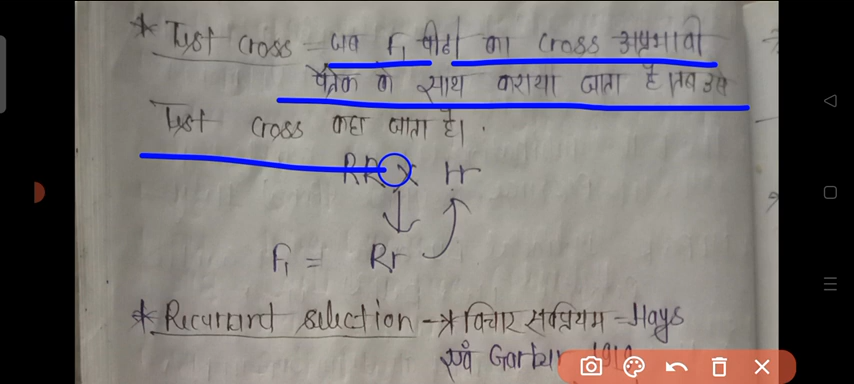 * Test cross - जब F₁ पीढी का cross अप्रभावी
पैतृक के साथ कराया जाता है तब उसे
Test cross कहा जाता है।
RR x rr
F₁ = Rr
* Recurrent selection - * विचार सर्वप्रथम - Hays
एवं